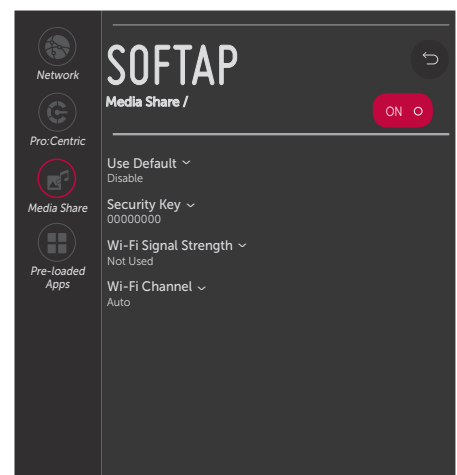 Network
Pro:Centric
Media Share
Pre-loaded
Apps
SOFTAP
Media Share /
ON
Use Default
Disable
Security Key
00000000
Wi-Fi Signal Strength
Not Used
Wi-Fi Channel
Auto